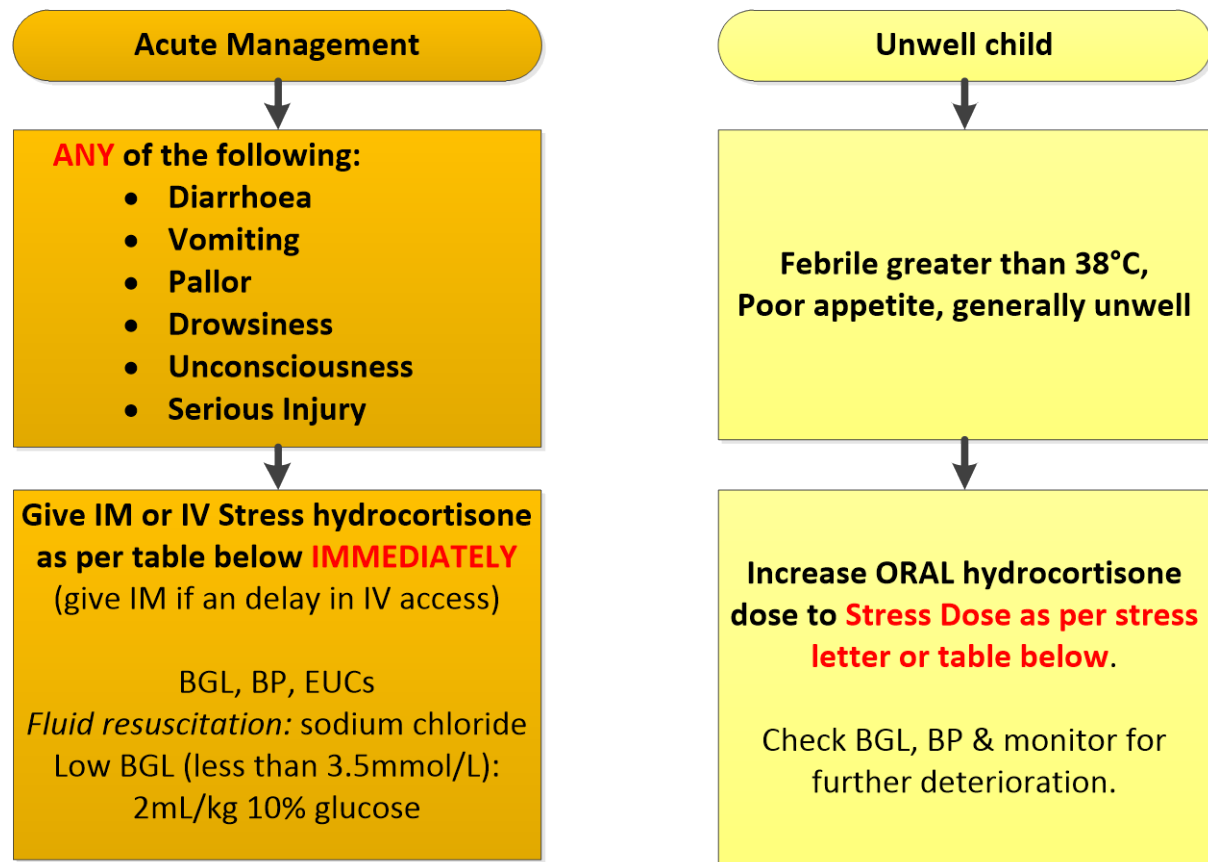 Acute Management
ANY of the following:
• Diarrhoea
• Vomiting
• Pallor
• Drowsiness
• Unconsciousness
• Serious Injury
Give IM or IV Stress hydrocortisone
as per table below IMMEDIATELY
(give IM if an delay in IV access)
BGL, BP, EUCs
Fluid resuscitation: sodium chloride
Low BGL (less than 3.5mmol/L):
2mL/kg 10% glucose
Unwell child
Febrile greater than 38°C,
Poor appetite, generally unwell
Increase ORAL hydrocortisone
dose to Stress Dose as per stress
letter or table below.
Check BGL, BP & monitor for
further deterioration.